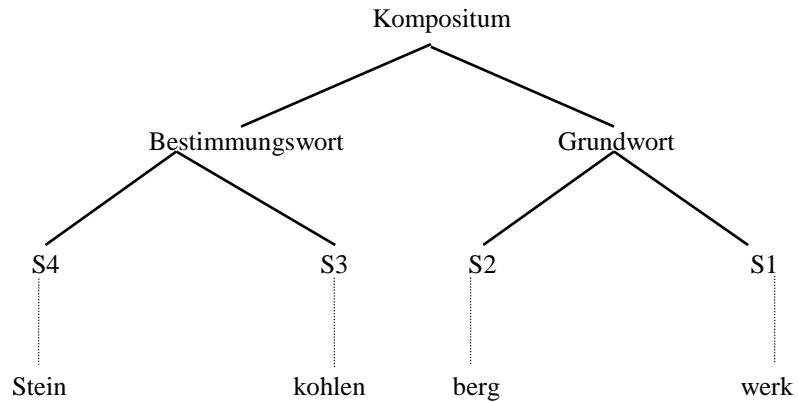 Kompositum
Bestimmungswort Grundwort
S4 S3 S2 S1
Stein kohlen berg werk